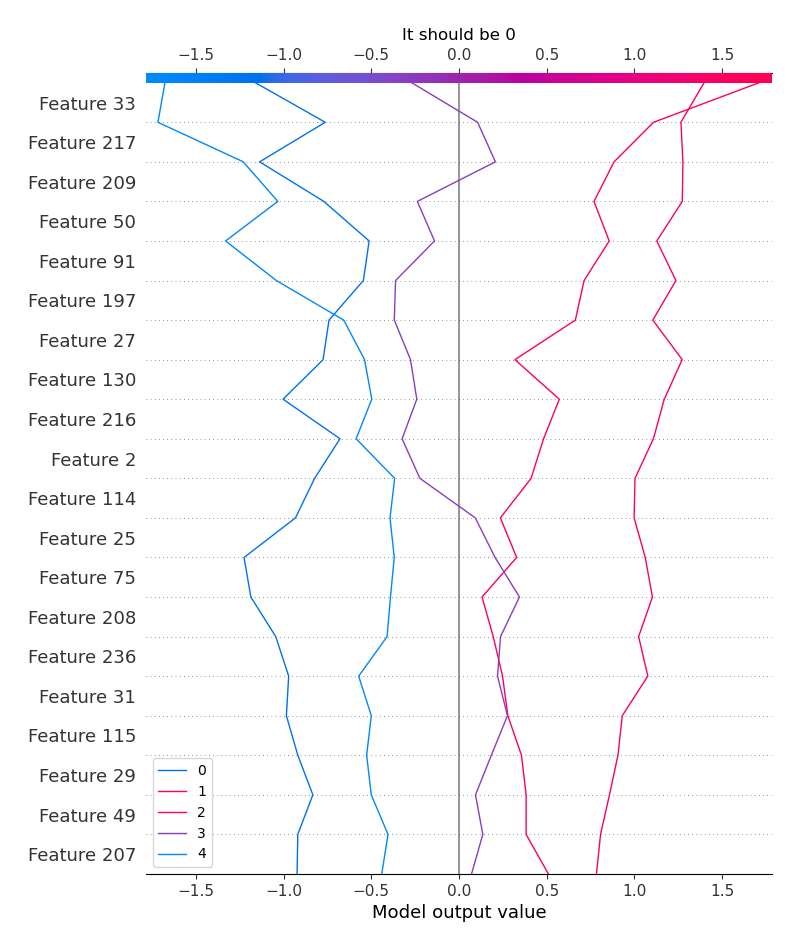 It should be 0
−1.5 −1.0 −0.5 0.0 0.5 1.0 1.5
Feature 33
Feature 217
Feature 209
Feature 50
Feature 91
Feature 197
Feature 27
Feature 130
Feature 216
Feature 2
Feature 114
Feature 25
Feature 75
Feature 208
Feature 236
Feature 31
Feature 115
Feature 29
Feature 49
Feature 207
0
1
2
3
4
−1.5 −1.0 −0.5 0.0 0.5 1.0 1.5
Model output value